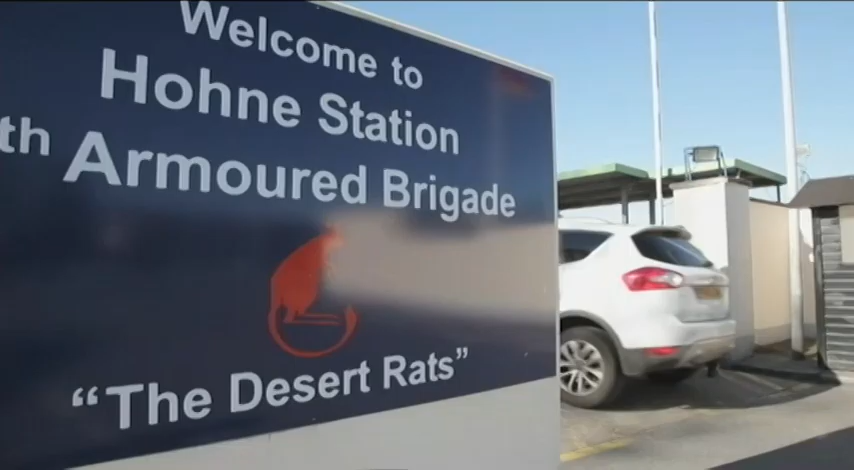 Welcome to
Hohne Station
th Armoured Brigade
“The Desert Rats”